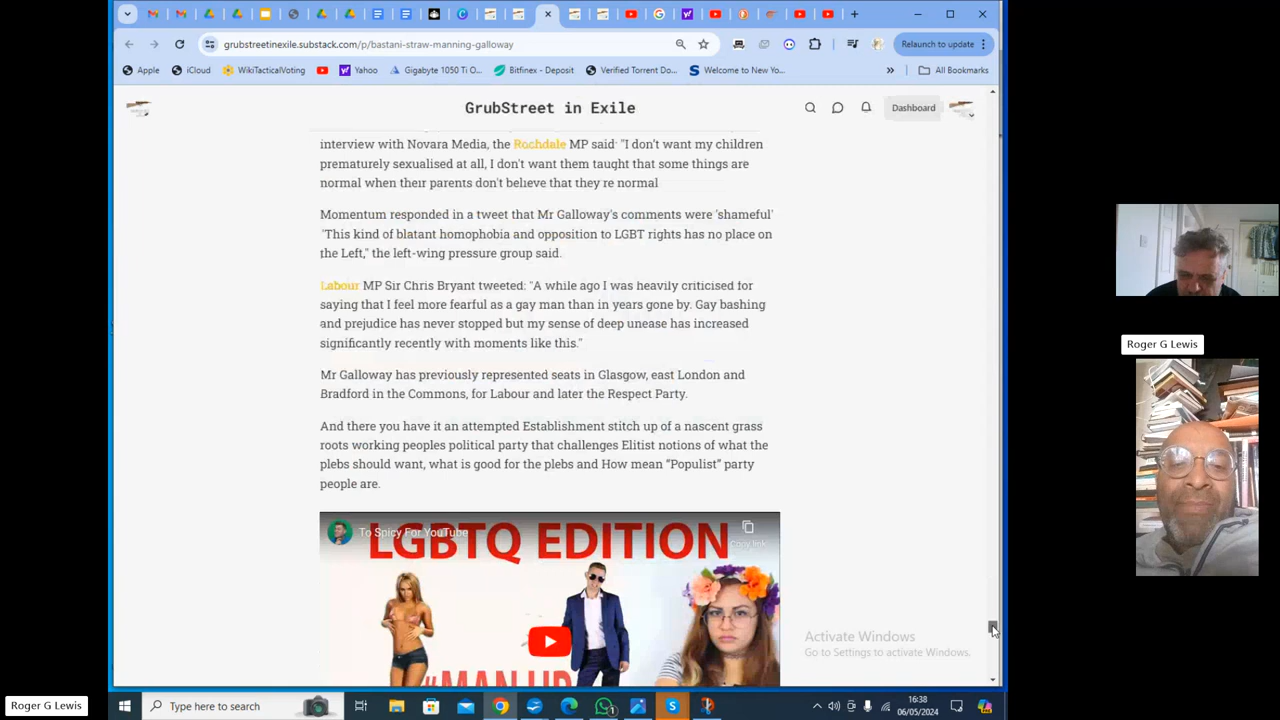 grubstreetinexile.substack.com/p/bastani-straw-manning-galloway
Relaunch to update
Apple
iCloud
WikiTacticalVoting
Yahoo
Gigabyte 1050 Ti O...
Bitfinex - Deposit
Verified Torrent Do...
Welcome to New Yo...
»
All Bookmarks
GrubStreet in Exile
Dashboard
interview with Novara Media, the Rochdale MP said: "I don't want my children
prematurely sexualised at all, I don't want them taught that some things are
normal when their parents don't believe that they're normal
Momentum responded in a tweet that Mr Galloway's comments were 'shameful'
'This kind of blatant homophobia and opposition to LGBT rights has no place on
the Left," the left-wing pressure group said.
Labour MP Sir Chris Bryant tweeted: "A while ago I was heavily criticised for
saying that I feel more fearful as a gay man than in years gone by. Gay bashing
and prejudice has never stopped but my sense of deep unease has increased
significantly recently with moments like this."
Mr Galloway has previously represented seats in Glasgow, east London and
Bradford in the Commons, for Labour and later the Respect Party.
And there you have it an attempted Establishment stitch up of a nascent grass
roots working peoples political party that challenges Elitist notions of what the
plebs should want, what is good for the plebs and How mean “Populist” party
people are.
To Spicy For YouTube
Copy link
LGBTQ EDITION
#MAN UP
Activate Windows
Go to Settings to activate Windows.
Type here to search
16:38
06/05/2024
Roger G Lewis
Roger G Lewis